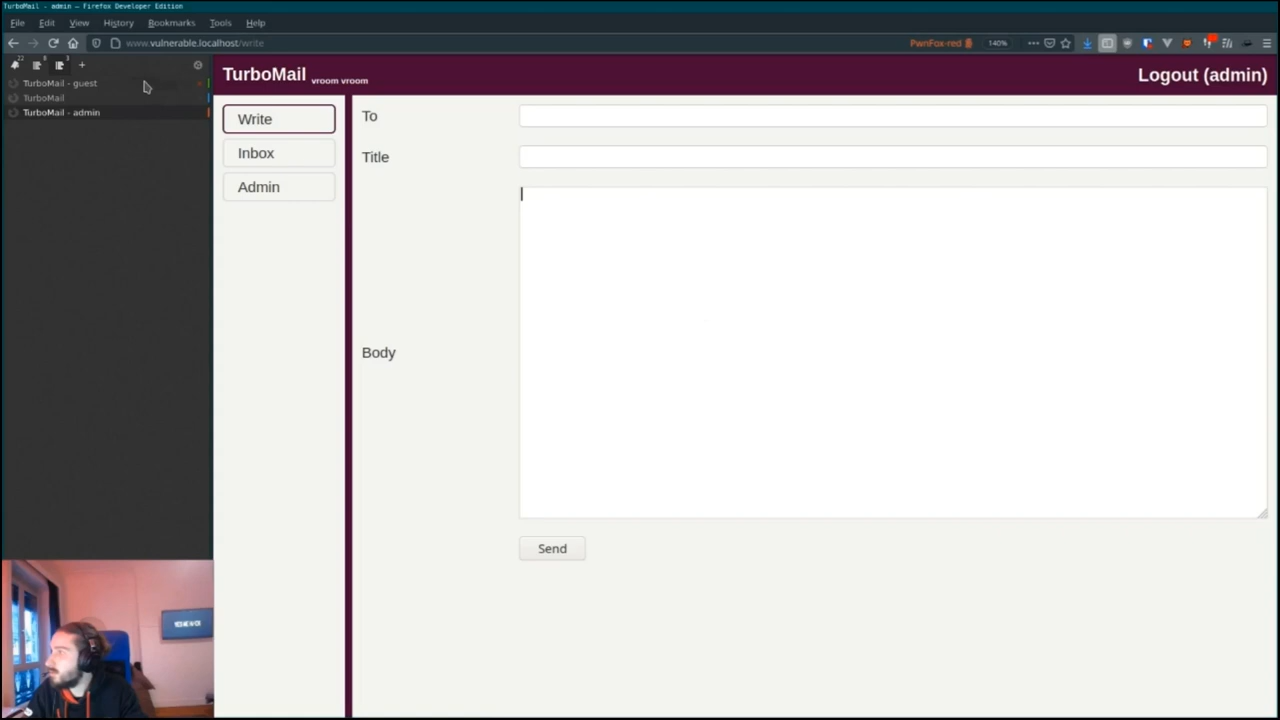 TurboMail - admin — Firefox Developer Edition
File Edit View History Bookmarks Tools Help
www.vulnerable.localhost/write
PwnFox-red
140%
TurboMail - guest
TurboMail
TurboMail - admin
TurboMail vroom vroom
Logout (admin)
Write
Inbox
Admin
To
Title
Body
Send